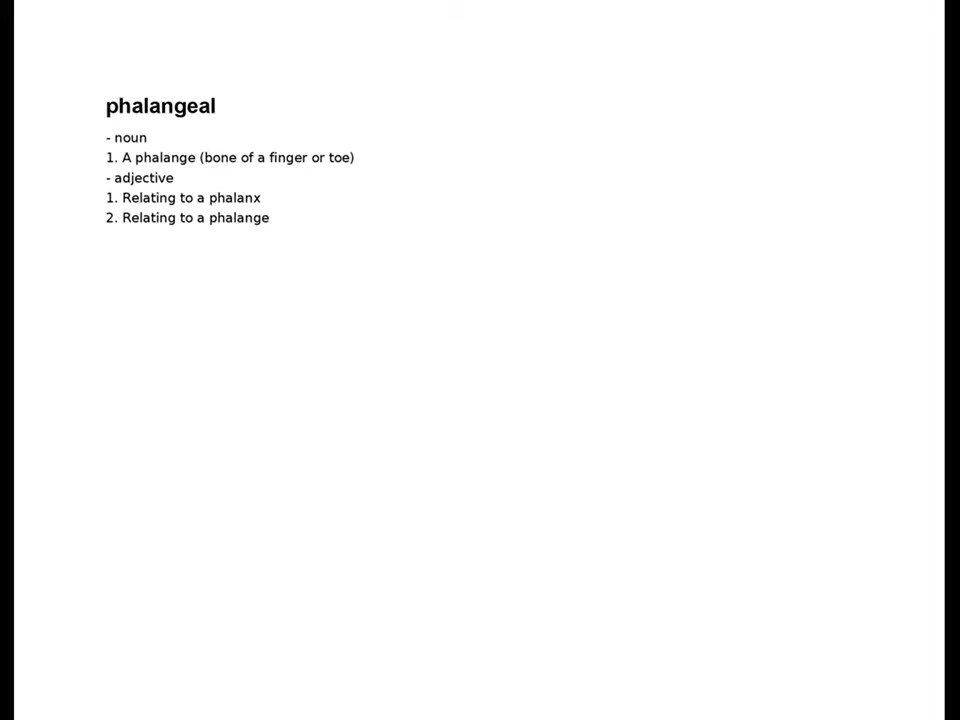 phalangeal
- noun
1. A phalange (bone of a finger or toe)
- adjective
1. Relating to a phalanx
2. Relating to a phalange